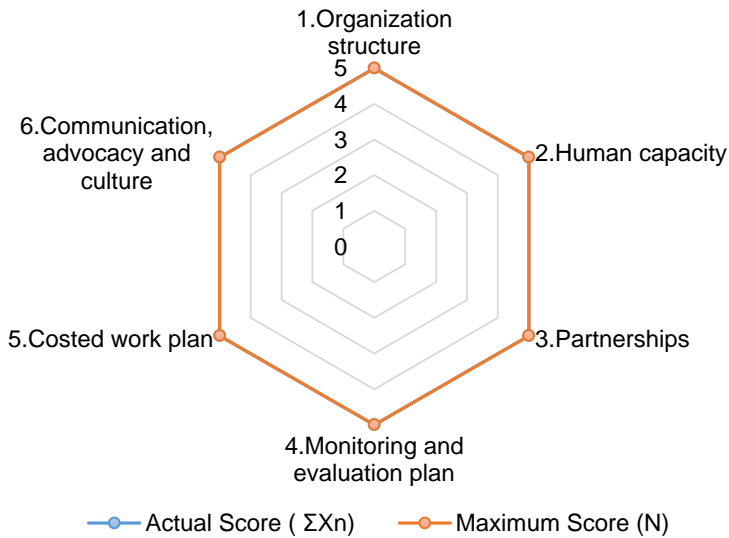 1.Organization
structure
5
4
3
2
1
0
6.Communication,
advocacy and
culture
2.Human capacity
5.Costed work plan
3.Partnerships
4.Monitoring and
evaluation plan
Actual Score ( ΣXn)
Maximum Score (N)